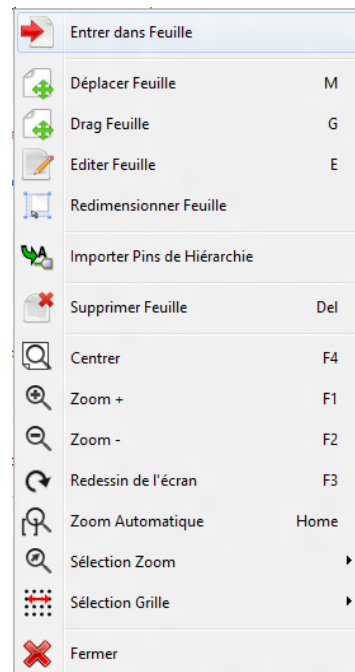 Entrer dans Feuille
Déplacer Feuille M
Drag Feuille G
Editer Feuille E
Redimensionner Feuille
Importer Pins de Hiérarchie
Supprimer Feuille Del
Centrer F4
Zoom + F1
Zoom - F2
Redessin de l'écran F3
Zoom Automatique Home
Sélection Zoom
Sélection Grille
Fermer